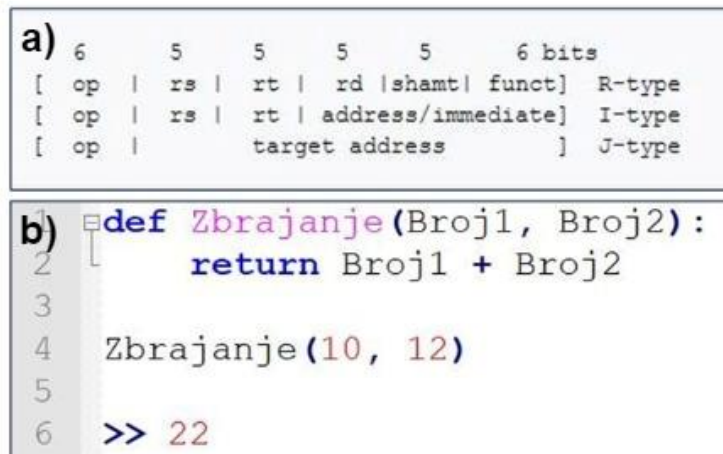 a)
6 5 5 5 5 6 bits
[ op | rs | rt | rd |shamt| funct] R-type
[ op | rs | rt | address/immediate] I-type
[ op | target address ] J-type
b)
1 def Zbrajanje(Broj1, Broj2):
2 return Broj1 + Broj2
3
4 Zbrajanje(10, 12)
5
6 >> 22